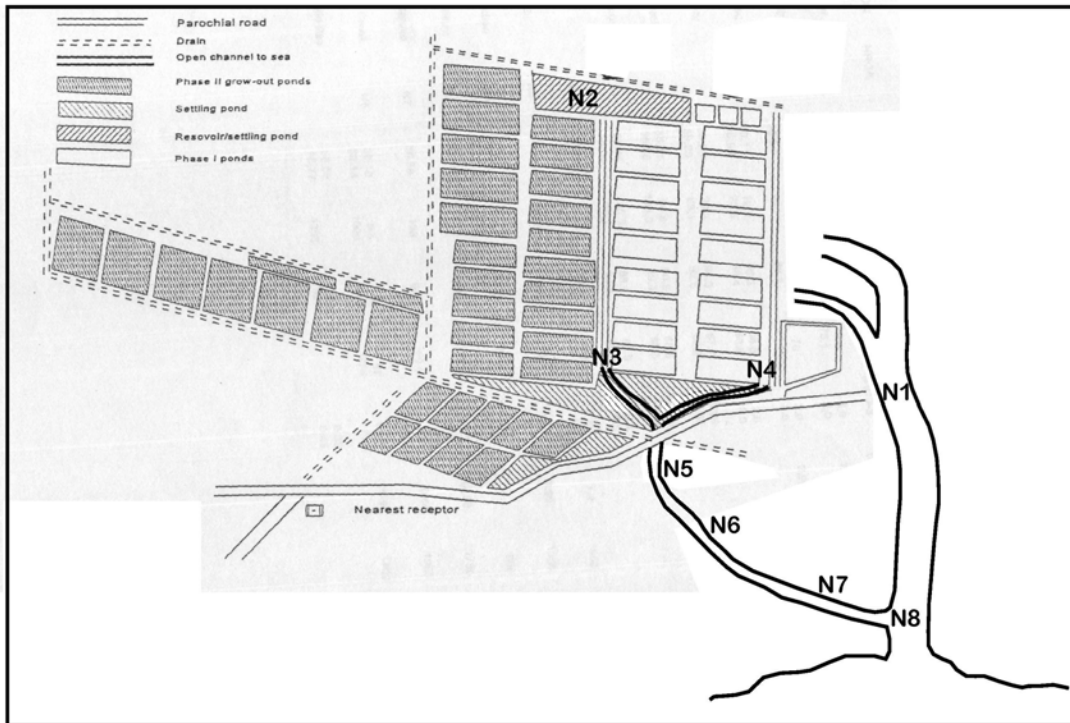 Parochial road
Drain
Open channel to sea
Phase II grow-out ponds
Settling pond
Resovoir/settling pond
Phase I ponds
N2
N3
N4
N1
N5
Nearest receptor
N6
N7
N8